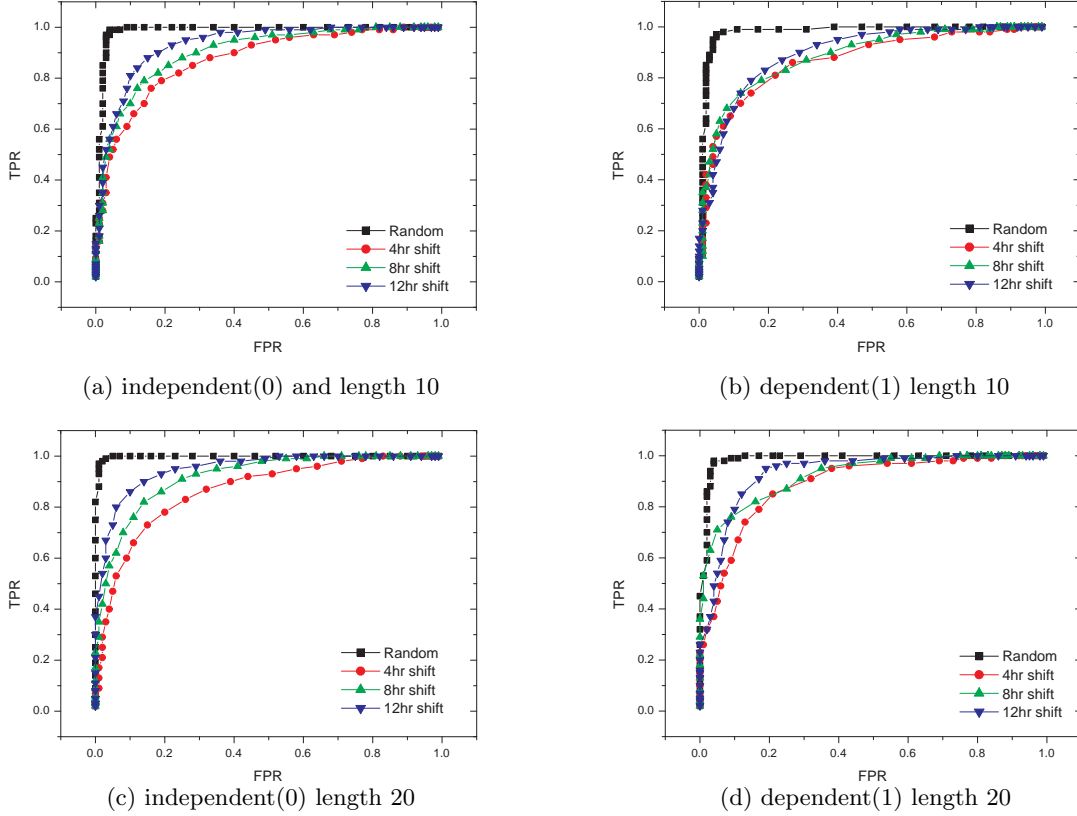 1.0
0.8
0.6
0.4
0.2
0.0
TPR
0.0 0.2 0.4 0.6 0.8 1.0
FPR
Random
4hr shift
8hr shift
12hr shift
(a) independent(0) and length 10
1.0
0.8
0.6
0.4
0.2
0.0
TPR
0.0 0.2 0.4 0.6 0.8 1.0
FPR
Random
4hr shift
8hr shift
12hr shift
(b) dependent(1) length 10
1.0
0.8
0.6
0.4
0.2
0.0
TPR
0.0 0.2 0.4 0.6 0.8 1.0
FPR
Random
4hr shift
8hr shift
12hr shift
(c) independent(0) length 20
1.0
0.8
0.6
0.4
0.2
0.0
TPR
0.0 0.2 0.4 0.6 0.8 1.0
FPR
Random
4hr shift
8hr shift
12hr shift
(d) dependent(1) length 20